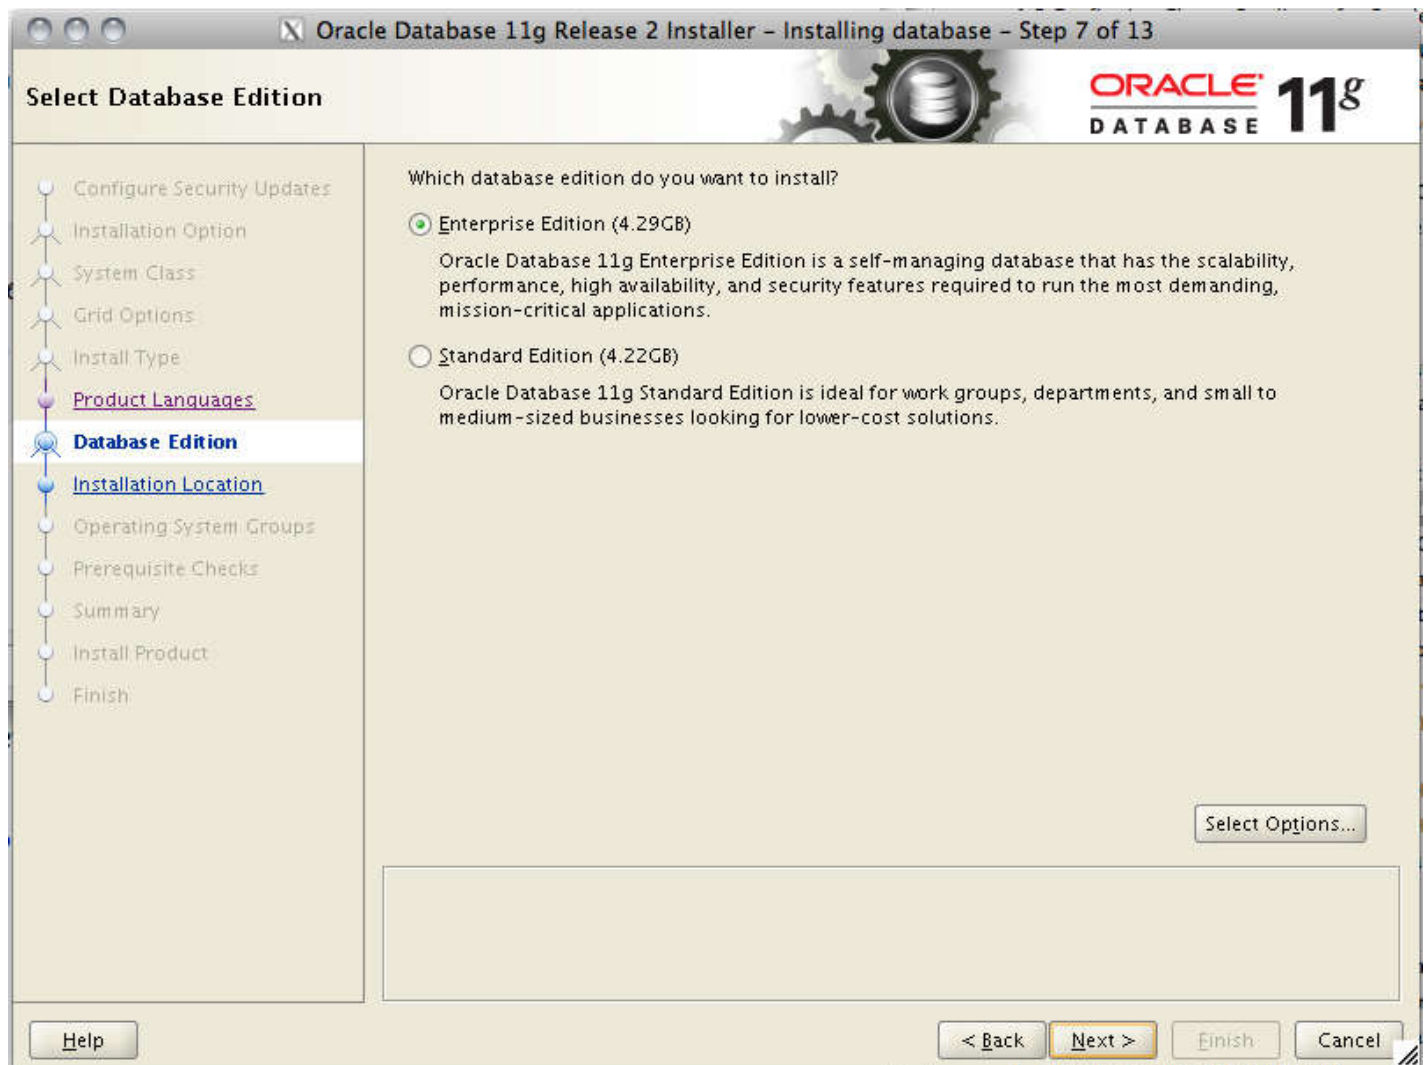 Oracle Database 11g Release 2 Installer – Installing database – Step 7 of 13
Select Database Edition
ORACLE
DATABASE
11g
Configure Security Updates
Installation Option
System Class
Grid Options
Install Type
Product Languages
Database Edition
Installation Location
Operating System Groups
Prerequisite Checks
Summary
Install Product
Finish
Which database edition do you want to install?
Enterprise Edition (4.29GB)
Oracle Database 11g Enterprise Edition is a self-managing database that has the scalability,
performance, high availability, and security features required to run the most demanding,
mission-critical applications.
Standard Edition (4.22GB)
Oracle Database 11g Standard Edition is ideal for work groups, departments, and small to
medium-sized businesses looking for lower-cost solutions.
Select Options...
Help
< Back
Next >
Finish
Cancel